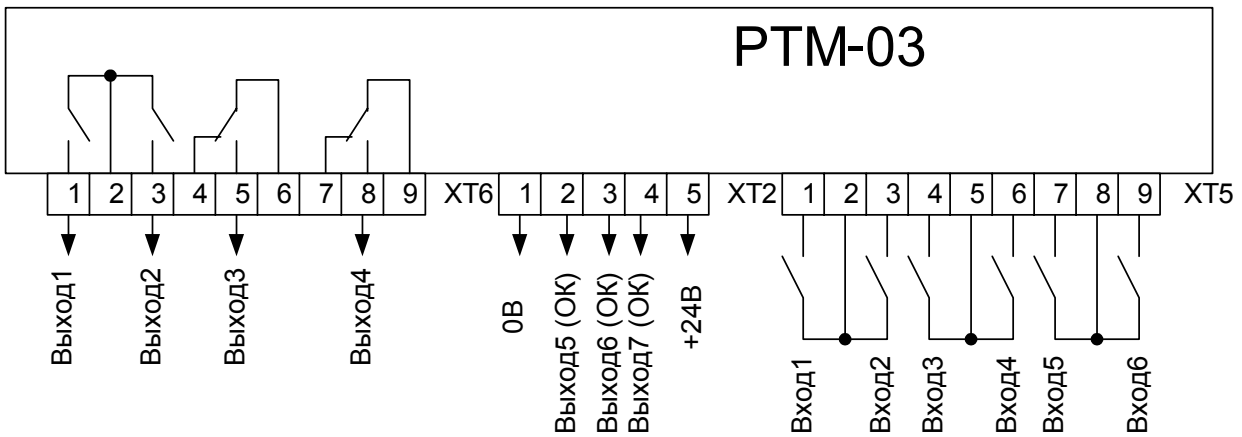 РТМ-03
1 2 3 4 5 6 7 8 9 XT6 1 2 3 4 5 XT2 1 2 3 4 5 6 7 8 9 XT5
Выход1
Выход2
Выход3
Выход4
0В
Выход5 (ОК)
Выход6 (ОК)
Выход7 (ОК)
+24В
Вход1
Вход2
Вход3
Вход4
Вход5
Вход6